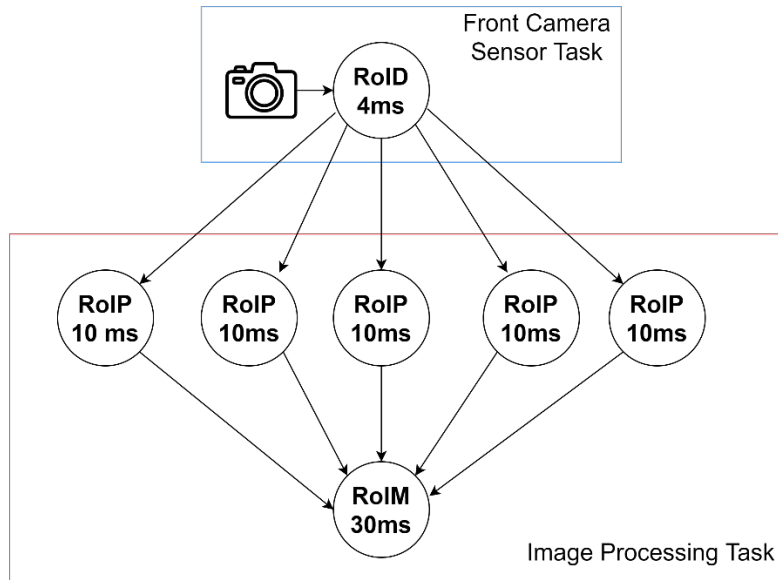 Front Camera
Sensor Task
RoID
4ms
RoIP
10 ms
RoIP
10ms
RoIP
10ms
RoIP
10ms
RoIP
10ms
RoIM
30ms
Image Processing Task